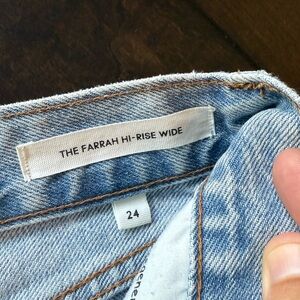 THE FARRAH HI-RISE WIDE
24